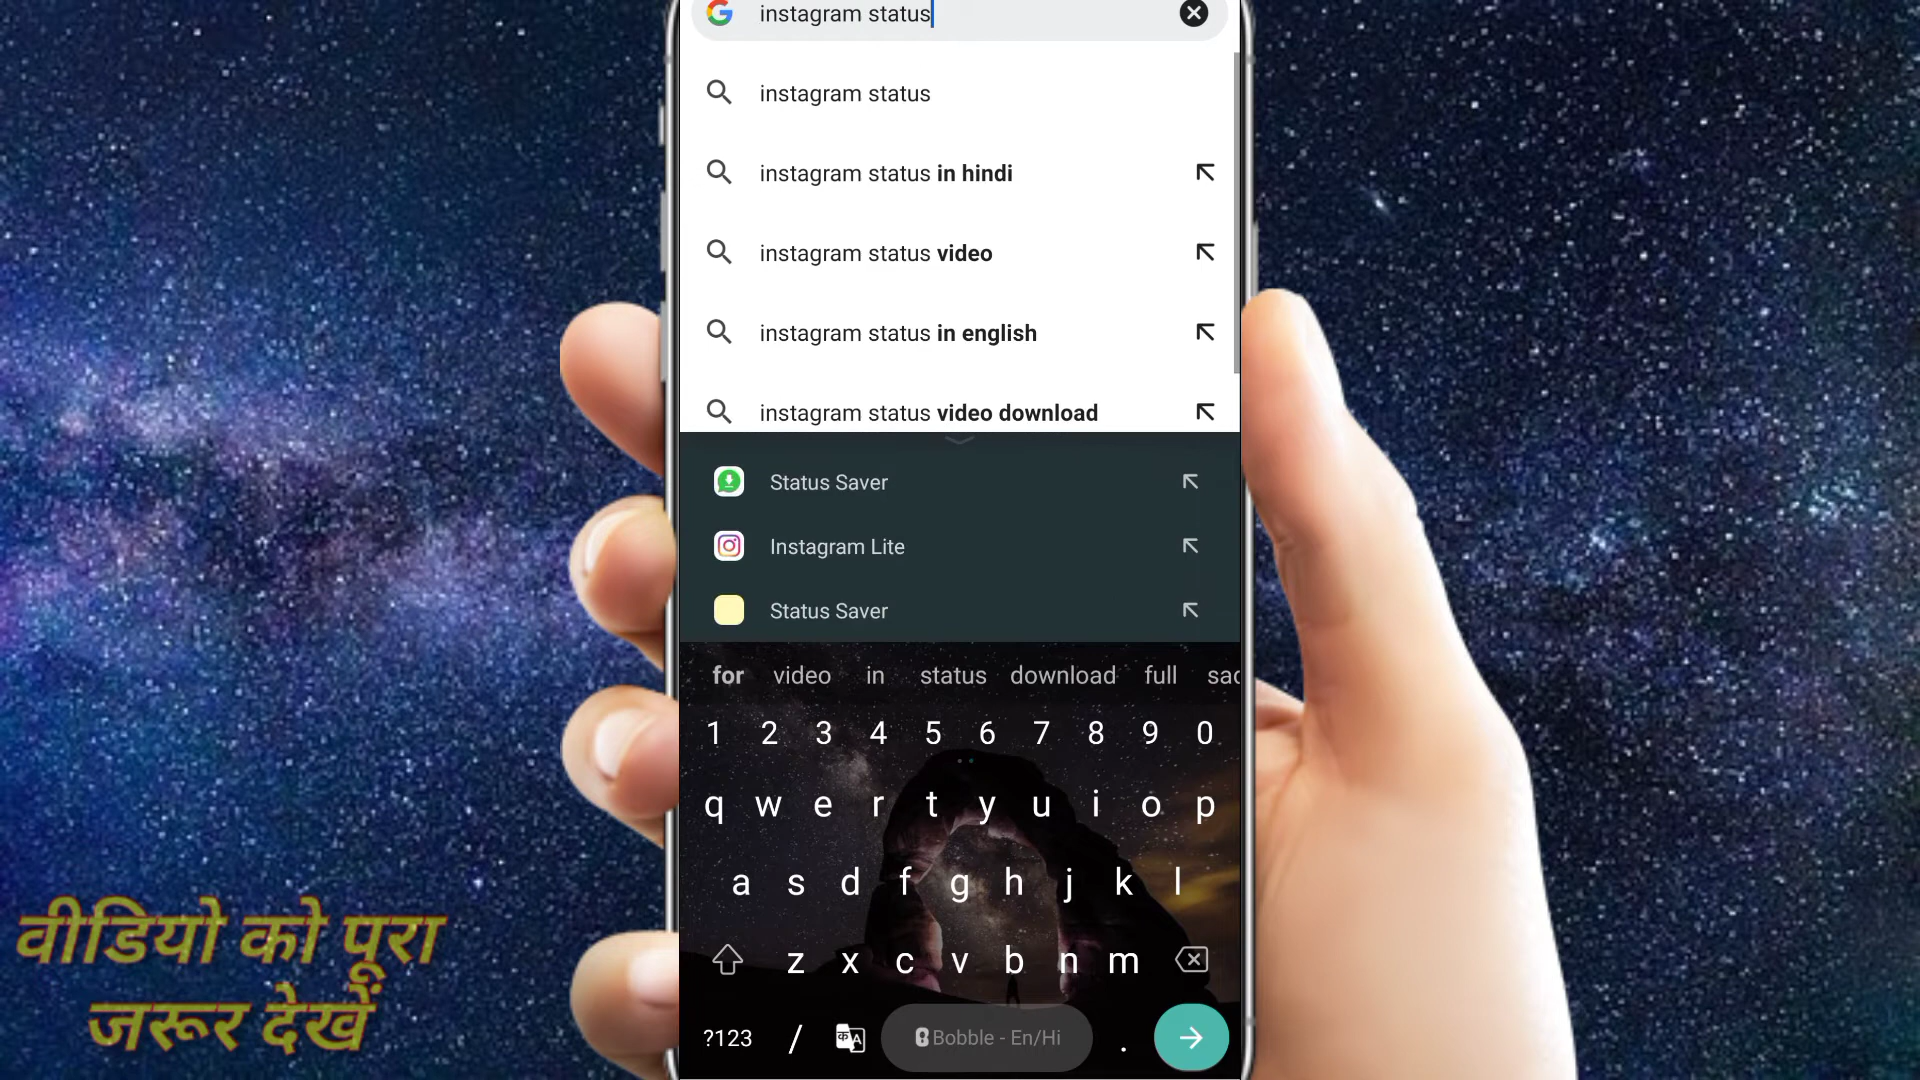 instagram status
instagram status
instagram status in hindi
instagram status video
instagram status in english
instagram status video download
Status Saver
Instagram Lite
Status Saver
for video in status download full
1 2 3 4 5 6 7 8 9 0
q w e r t y u i o p
a s d f g h j k l
z x c v b n m
?123 / Bobble - En/Hi .
वीडियो को पूरा
जरूर देखें